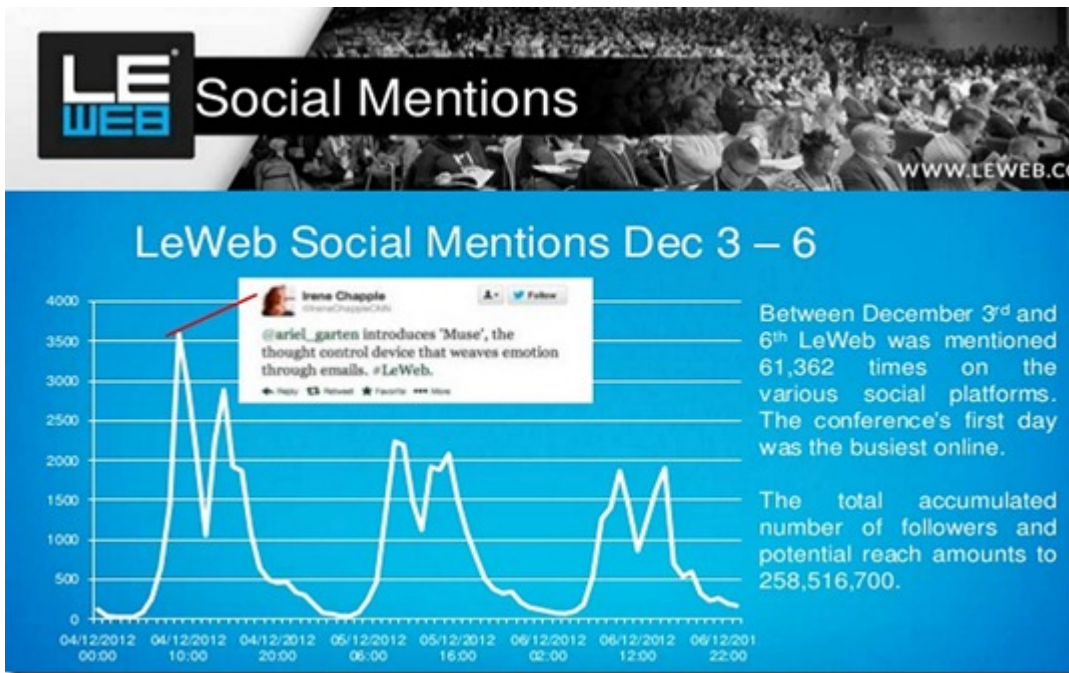 LE
WEB
Social Mentions
WWW.LEWEB.C
LeWeb Social Mentions Dec 3 – 6
4000
3500
3000
2500
2000
1500
1000
500
0
Irene Chapple
@IreneChappleCNN
Follow
@ariel_garten introduces 'Muse', the
thought control device that weaves emotion
through emails. #LeWeb.
Reply Retweet Favorite More
04/12/2012 04/12/2012 04/12/2012 05/12/2012 05/12/2012 06/12/2012 06/12/2012 06/12/201
00:00 10:00 20:00 06:00 16:00 02:00 12:00 22:00
Between December 3rd and
6th LeWeb was mentioned
61,362 times on the
various social platforms.
The conference's first day
was the busiest online.
The total accumulated
number of followers and
potential reach amounts to
258,516,700.